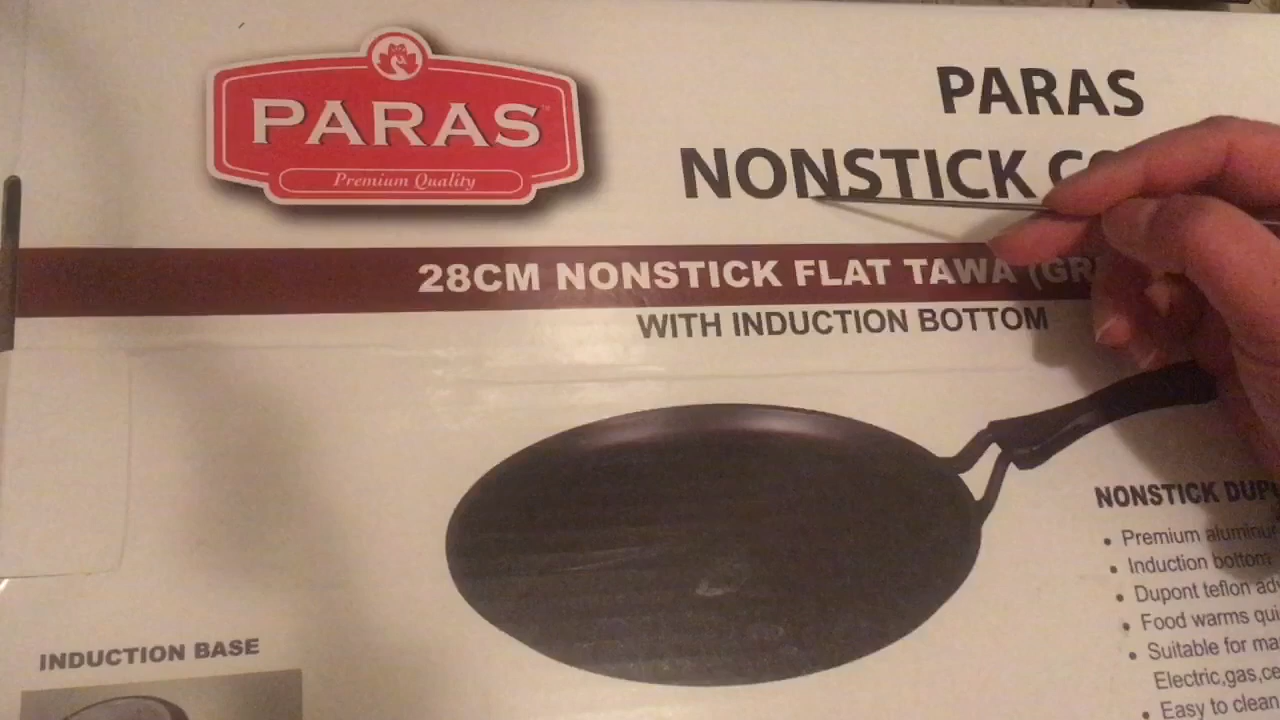 PARAS
Premium Quality
PARAS
NONSTICK
28CM NONSTICK FLAT TAWA
WITH INDUCTION BOTTOM
NONSTICK
Premium
Induction bottom
Dupont teflon
Food warms
Suitable for
Electric,gas,
Easy to clean
INDUCTION BASE